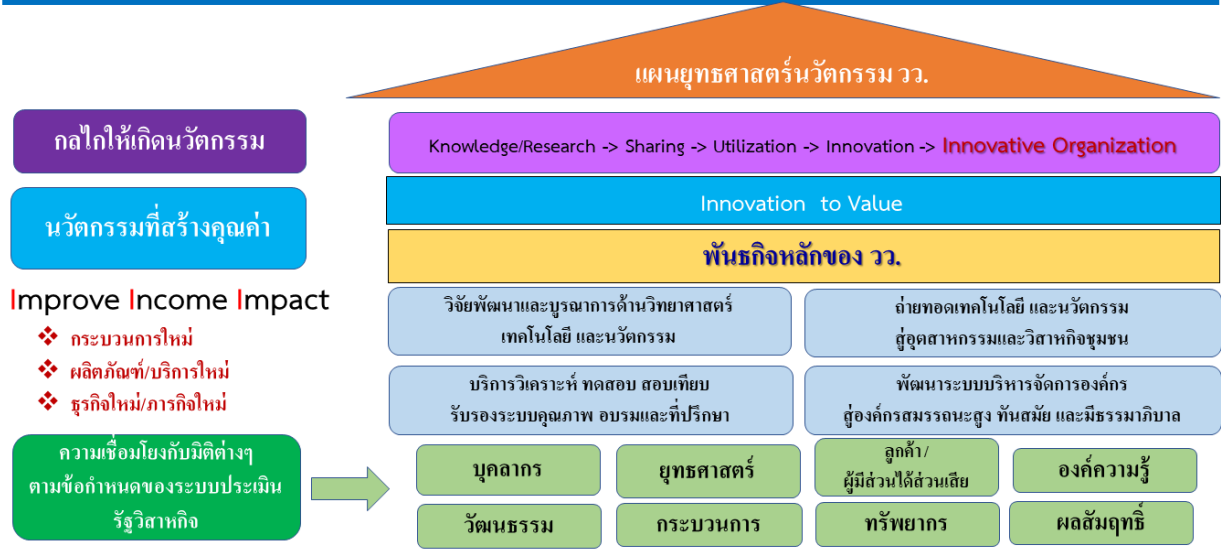 แผนยุทธศาสตร์นวัตกรรม วว.
กลไกให้เกิดนวัตกรรม
Knowledge/Research -> Sharing -> Utilization -> Innovation -> Innovative Organization
นวัตกรรมที่สร้างคุณค่า
Innovation to Value
พันธกิจหลักของ วว.
Improve Income Impact
❖ กระบวนการใหม่
❖ ผลิตภัณฑ์/บริการใหม่
❖ ธุรกิจใหม่/ภารกิจใหม่
วิจัยพัฒนาและบูรณาการด้านวิทยาศาสตร์
เทคโนโลยี และนวัตกรรม
ถ่ายทอดเทคโนโลยี และนวัตกรรม
สู่อุตสาหกรรมและวิสาหกิจชุมชน
บริการวิเคราะห์ ทดสอบ สอบเทียบ
รับรองระบบคุณภาพ อบรมและที่ปรึกษา
พัฒนาระบบบริหารจัดการองค์กร
สู่องค์กรสมรรถนะสูง ทันสมัย และมีธรรมาภิบาล
ความเชื่อมโยงกับมิติต่างๆ
ตามข้อกำหนดของระบบประเมิน
รัฐวิสาหกิจ
บุคลากร
ยุทธศาสตร์
ลูกค้า/
ผู้มีส่วนได้ส่วนเสีย
องค์ความรู้
วัฒนธรรม
กระบวนการ
ทรัพยากร
ผลสัมฤทธิ์